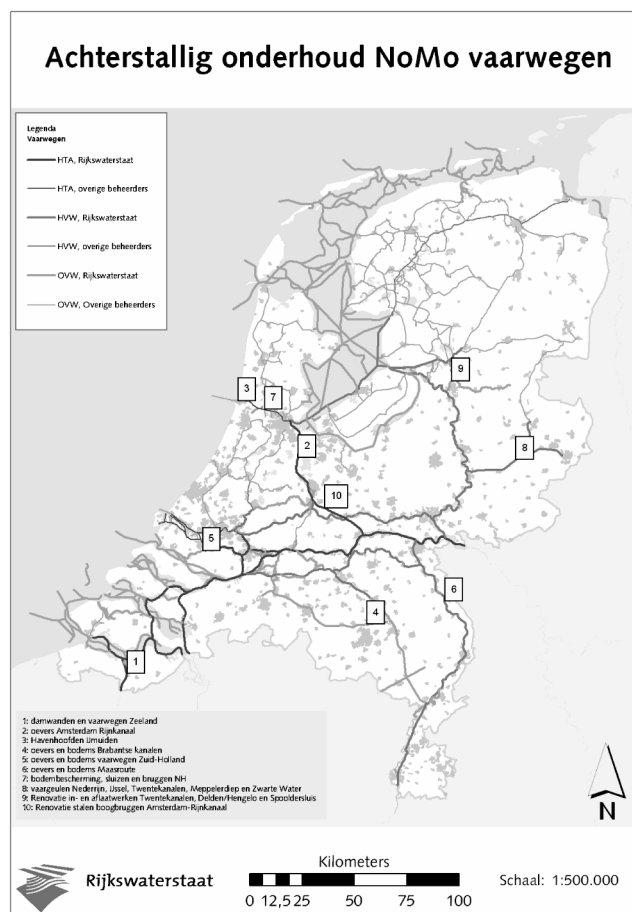 Achterstallig onderhoud NoMo vaarwegen
Legenda
Vaarwegen
HTA, Rijkswaterstaat
HTA, overige beheerders
HVW, Rijkswaterstaat
HVW, overige beheerders
OVW, Rijkswaterstaat
OVW, Overige beheerders
3
7
9
2
8
10
5
6
4
1
1: damwanden en vaarwegen Zeeland
2: oevers Amsterdam Rijnkanaal
3: Havenhoofden IJmuiden
4: oevers en bodems Brabantse kanalen
5: oevers en bodems vaarwegen Zuid-Holland
6: oevers en bodems Maasroute
7: bodembescherming, sluizen en bruggen NH
8: vaargeulen Nederrijn, IJssel, Twentekanalen, Meppelerdiep en Zwarte Water
9: Renovatie in- en aflaatwerken Twentekanalen, Delden/Hengelo en Spooldersluis
10: Renovatie stalen boogbruggen Amsterdam-Rijnkanaal
N
Rijkswaterstaat
Kilometers
0 12,5 25 50 75 100
Schaal: 1:500.000